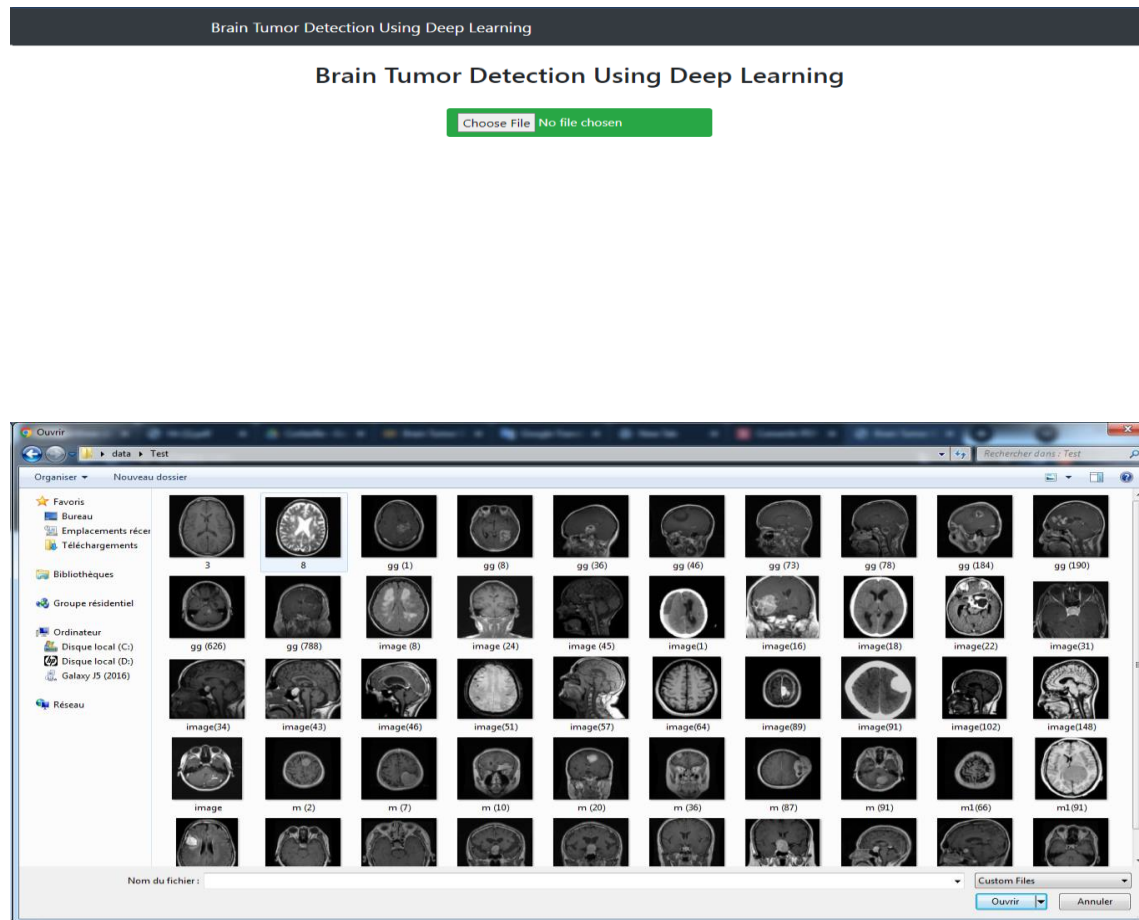 Brain Tumor Detection Using Deep Learning
Brain Tumor Detection Using Deep Learning
Choose File No file chosen
Ouvrir
data Test
Rechercher dans : Test
Organiser Nouveau dossier
Favoris
Bureau
Emplacements récer
Téléchargements
Bibliothèques
Groupe résidentiel
Ordinateur
Disque local (C:)
Disque local (D:)
Galaxy J5 (2016)
Réseau
3 8 gg (1) gg (8) gg (36) gg (46) gg (73) gg (78) gg (184) gg (190)
gg (626) gg (788) image (8) image (24) image (45) image(1) image(16) image(18) image(22) image(31)
image(34) image(43) image(46) image(51) image(57) image(64) image(89) image(91) image(102) image(148)
image m (2) m (7) m (10) m (20) m (36) m (87) m (91) m1(66) m1(91)
Nom du fichier :
Custom Files
Ouvrir Annuler